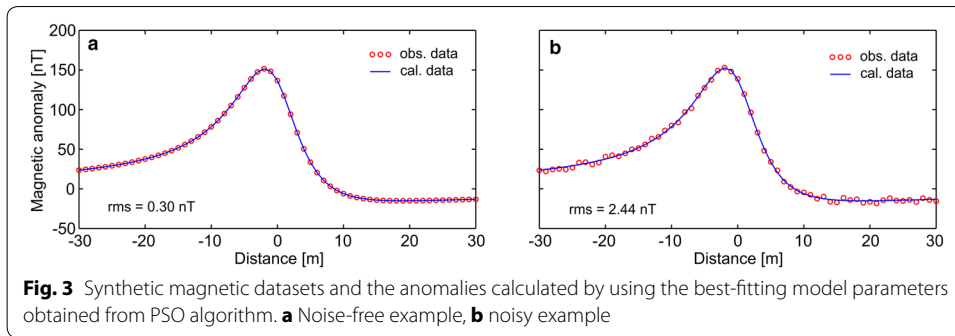 a
b
200
150
100
50
0
-50
Magnetic anomaly [nT]
obs. data
cal. data
rms = 0.30 nT
-30 -20 -10 0 10 20 30
Distance [m]
obs. data
cal. data
rms = 2.44 nT
-30 -20 -10 0 10 20 30
Distance [m]
Fig. 3 Synthetic magnetic datasets and the anomalies calculated by using the best-fitting model parameters
obtained from PSO algorithm. a Noise-free example, b noisy example